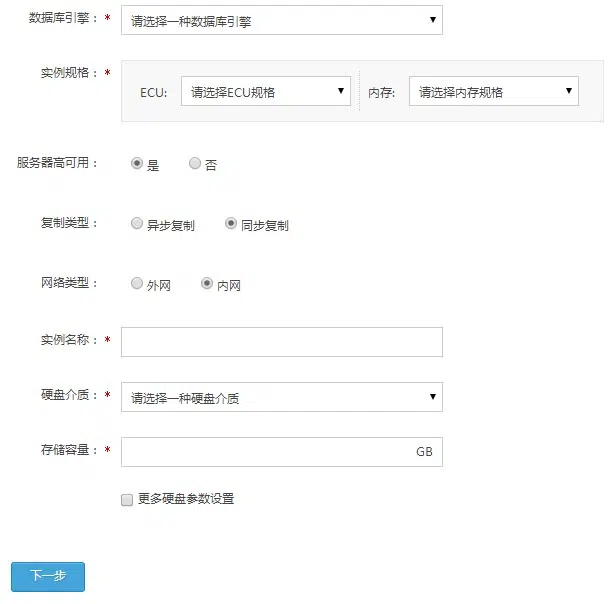 数据库引擎： * 请选择一种数据库引擎
实例规格： * ECU: 请选择ECU规格 内存: 请选择内存规格
服务器高可用： 是 否
复制类型： 异步复制 同步复制
网络类型： 外网 内网
实例名称： *
硬盘介质： * 请选择一种硬盘介质
存储容量： * GB
更多硬盘参数设置
下一步